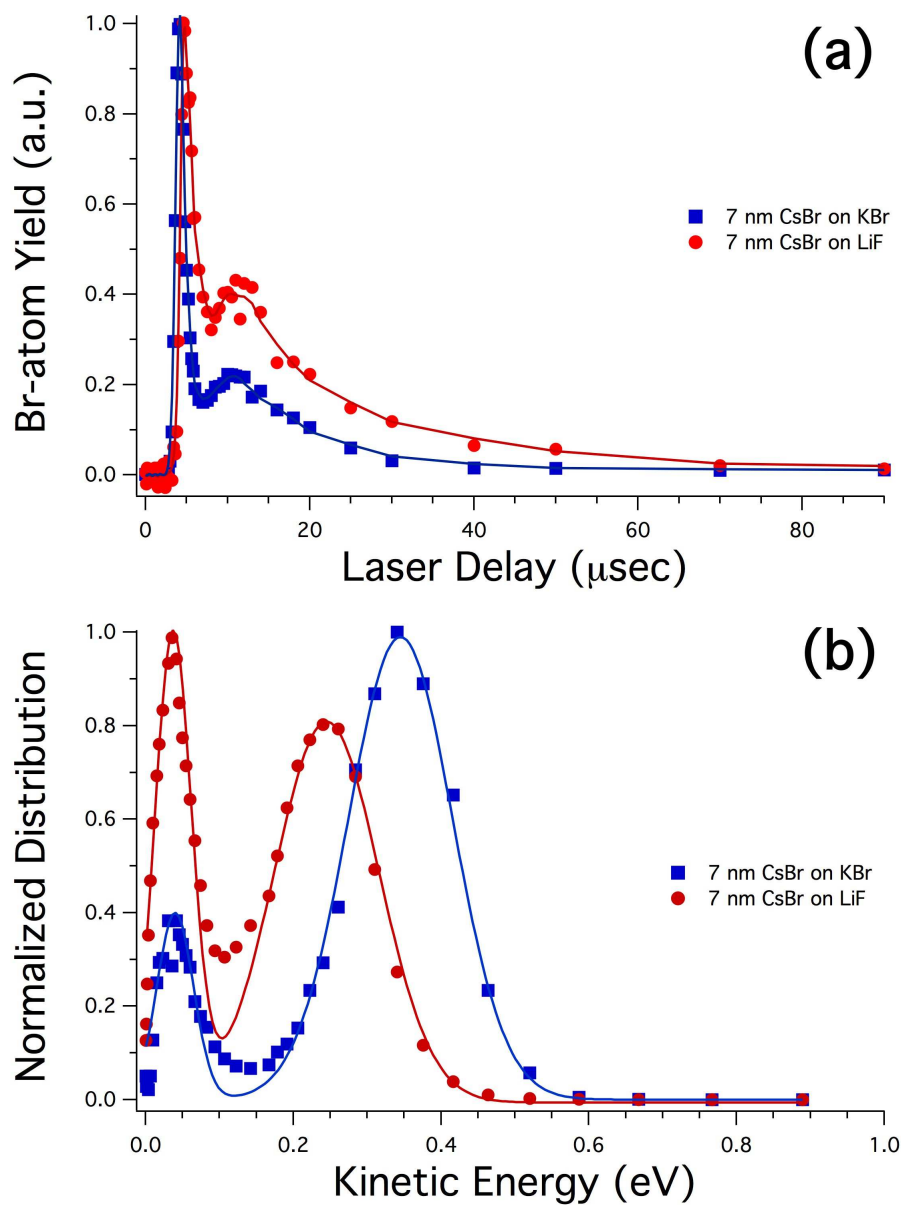 (a)
Br-atom Yield (a.u.)
1.0
0.8
0.6
0.4
0.2
0.0
7 nm CsBr on KBr
7 nm CsBr on LiF
0 20 40 60 80
Laser Delay (μsec)
(b)
Normalized Distribution
1.0
0.8
0.6
0.4
0.2
0.0
7 nm CsBr on KBr
7 nm CsBr on LiF
0.0 0.2 0.4 0.6 0.8 1.0
Kinetic Energy (eV)